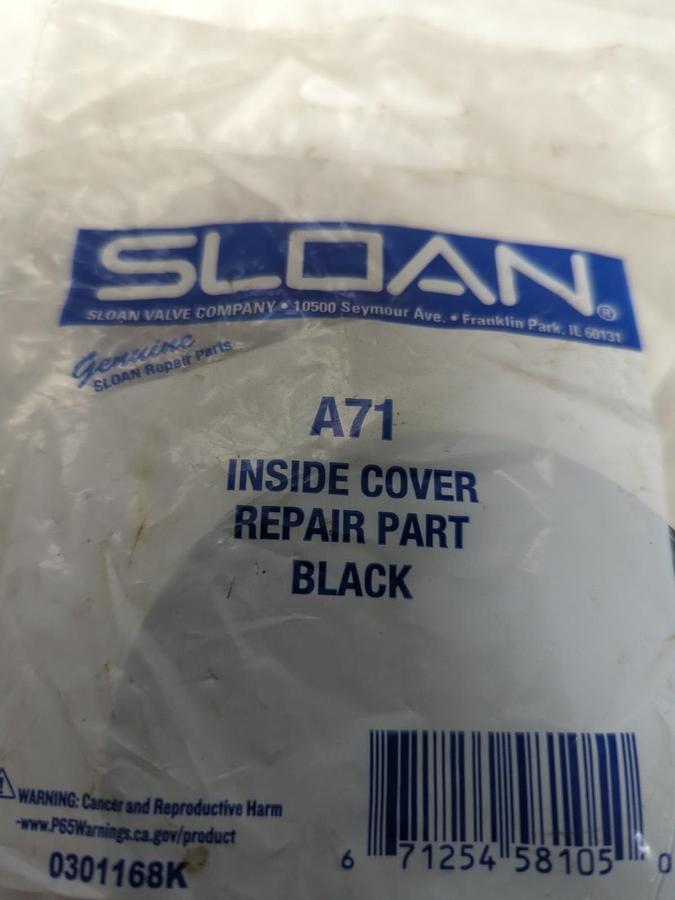 SLOAN®
SLOAN VALVE COMPANY • 10500 Seymour Ave. • Franklin Park, IL 60131
Genuine
SLOAN Repair Parts
A71
INSIDE COVER
REPAIR PART
BLACK
WARNING: Cancer and Reproductive Harm
-www.P65Warnings.ca.gov/product
0301168K
6 71254 58105 0